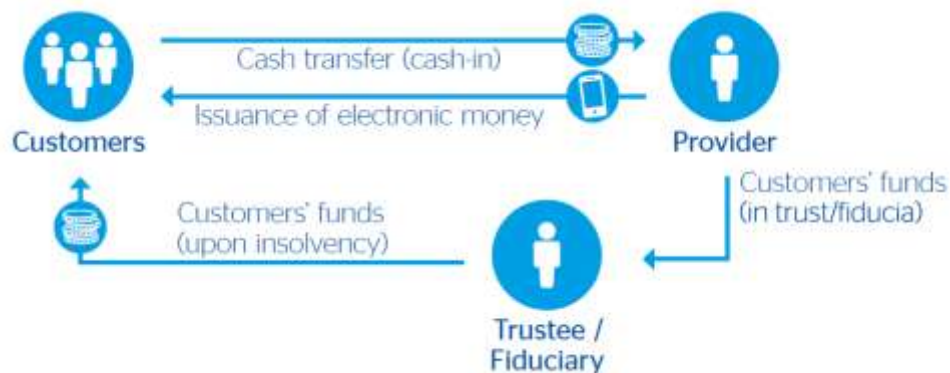 Cash transfer (cash-in)
Issuance of electronic money
Customers
Provider
Customers' funds
(in trust/fiducia)
Customers' funds
(upon insolvency)
Trustee /
Fiduciary